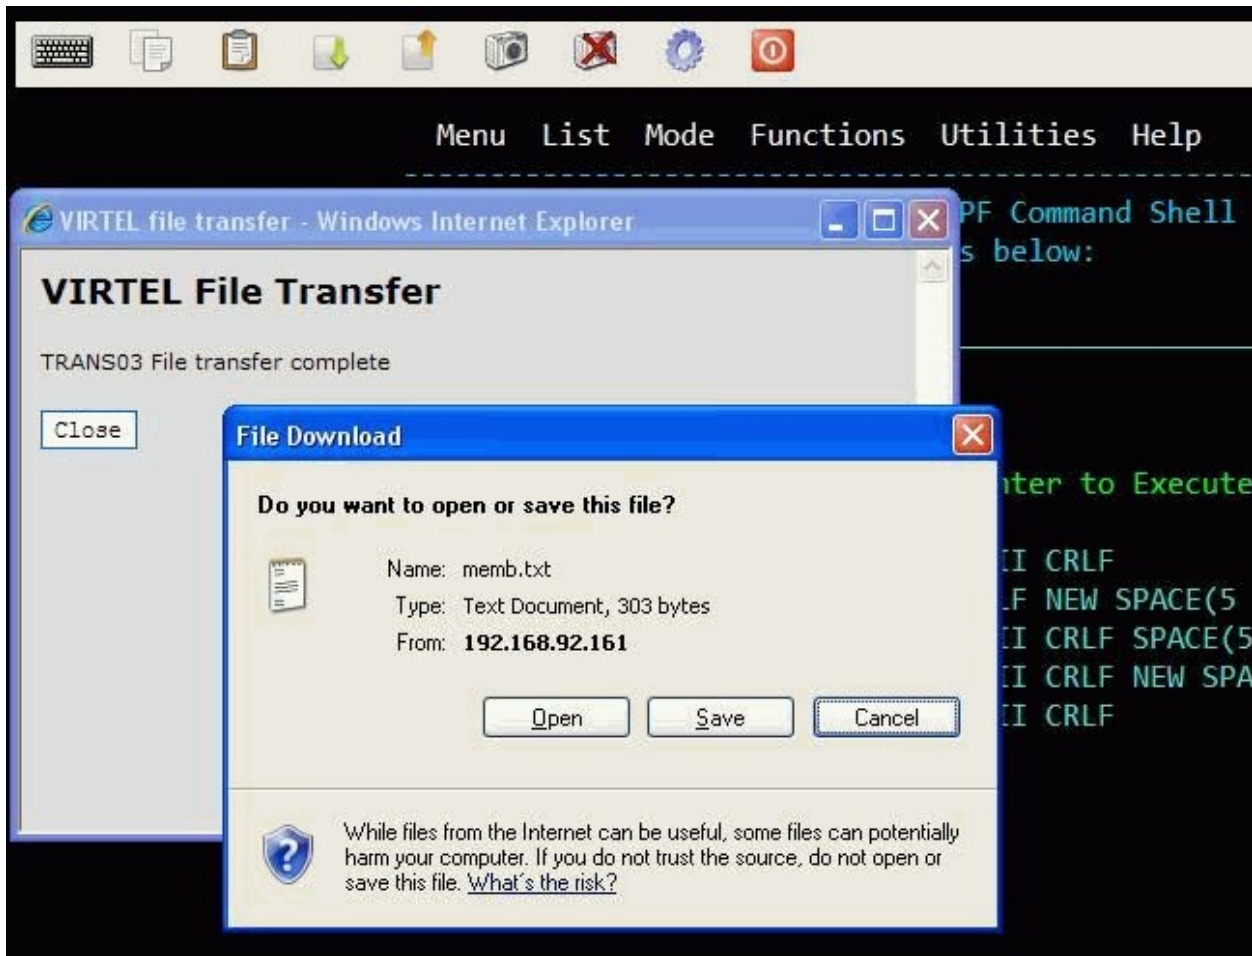 Menu List Mode Functions Utilities Help
PF Command Shell
below:
VIRTEL file transfer - Windows Internet Explorer
VIRTEL File Transfer
TRANS03 File transfer complete
Close
to Execute
CRLF
NEW SPACE(5
CRLF SPACE(5
CRLF NEW SPA
CRLF
File Download
Do you want to open or save this file?
Name: memb.txt
Type: Text Document, 303 bytes
From: 192.168.92.161
Open Save Cancel
While files from the Internet can be useful, some files can potentially
harm your computer. If you do not trust the source, do not open or
save this file. What's the risk?